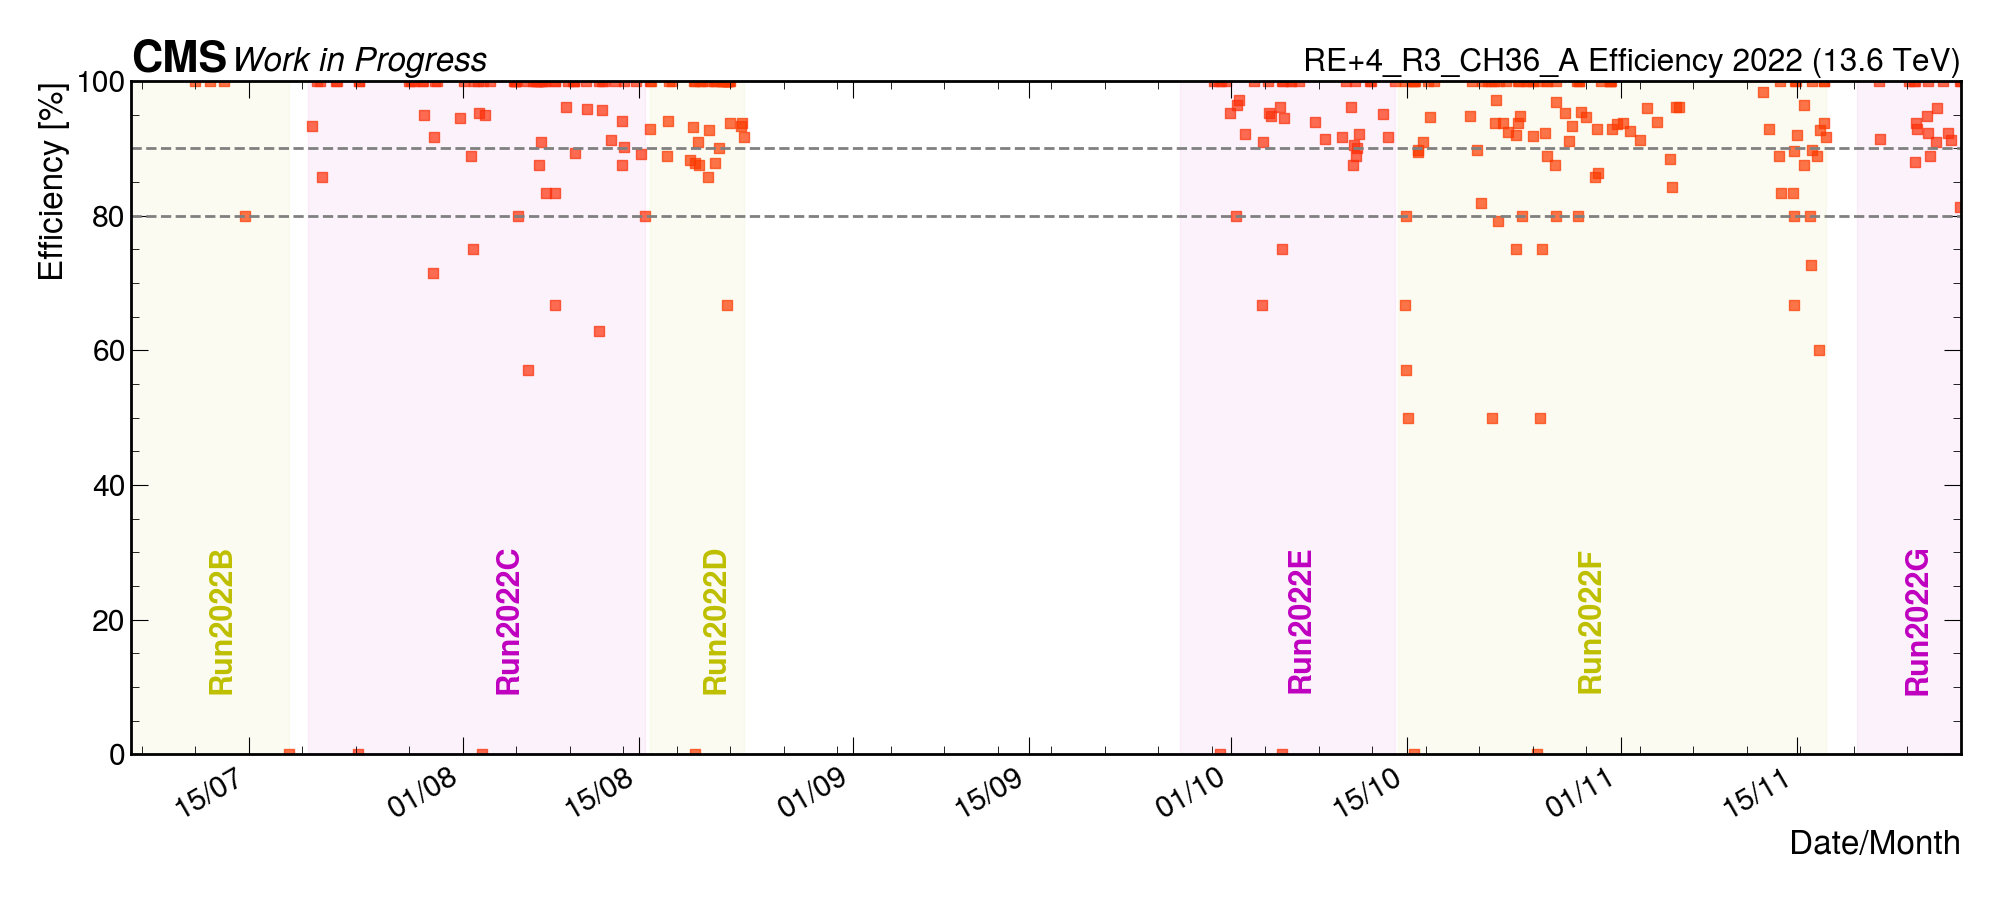 CMS Work in Progress
RE+4_R3_CH36_A Efficiency 2022 (13.6 TeV)
Efficiency [%]
100
80
60
40
20
0
Run2022B
Run2022C
Run2022D
Run2022E
Run2022F
Run2022G
15/07
01/08
15/08
01/09
15/09
01/10
15/10
01/11
15/11
Date/Month